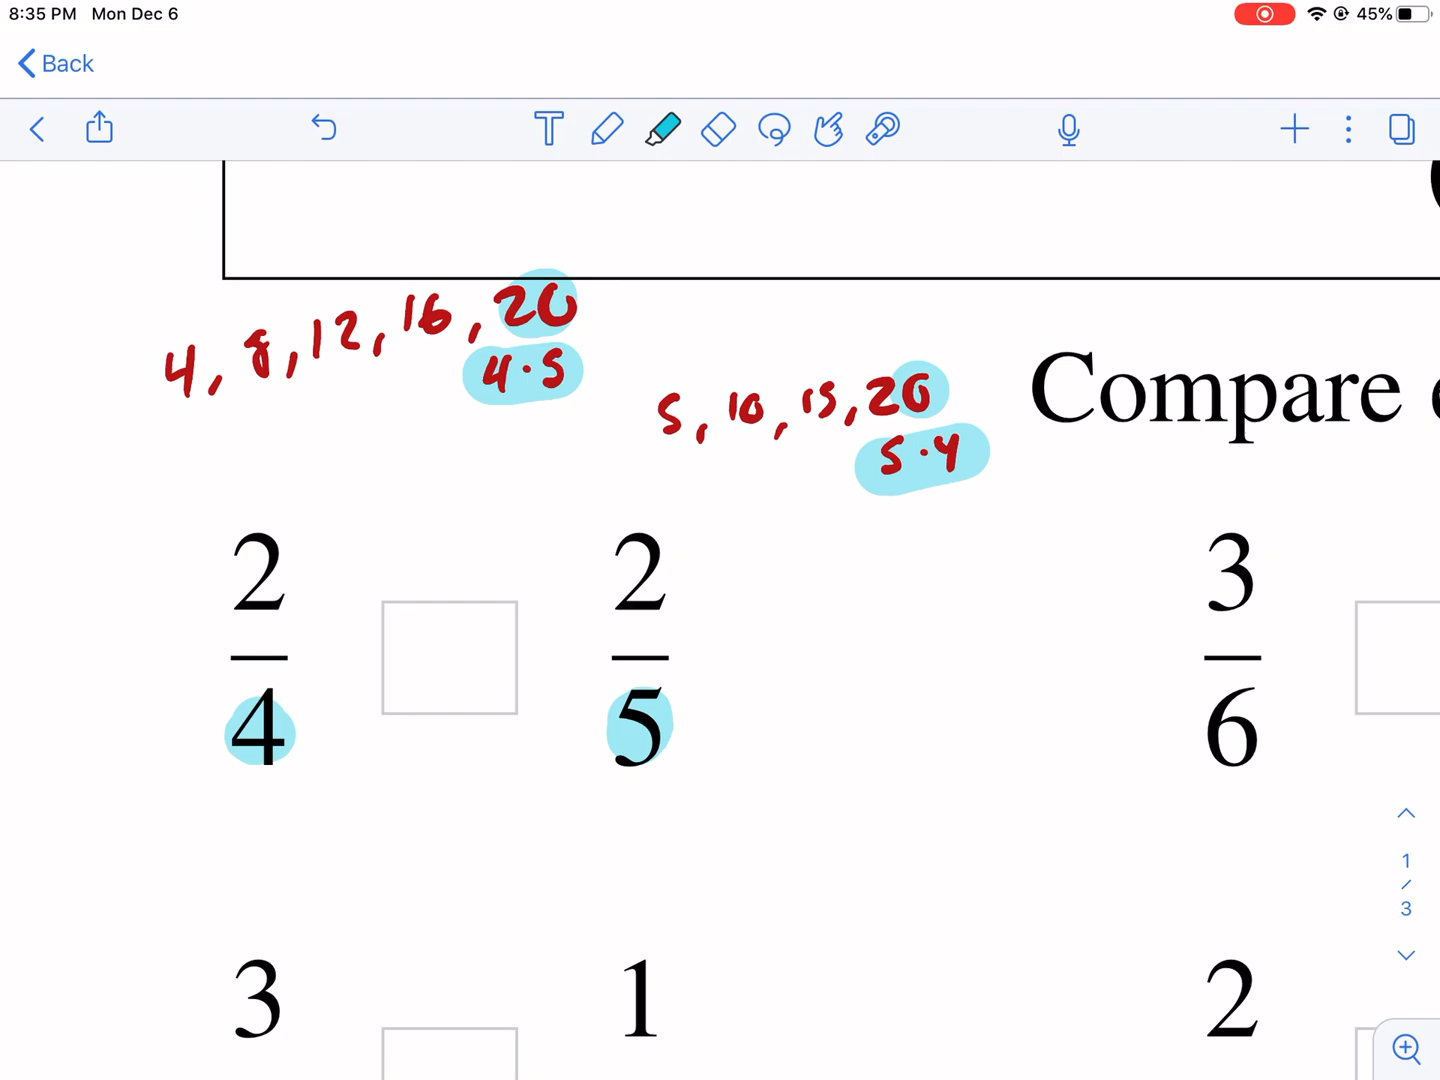 8:35 PM Mon Dec 6
45%
Back
4, 8, 12, 16, 20
4·5
5, 10, 15, 20
5·4
Compare
2 2 3
4 5 6
1
/
3
3 1 2